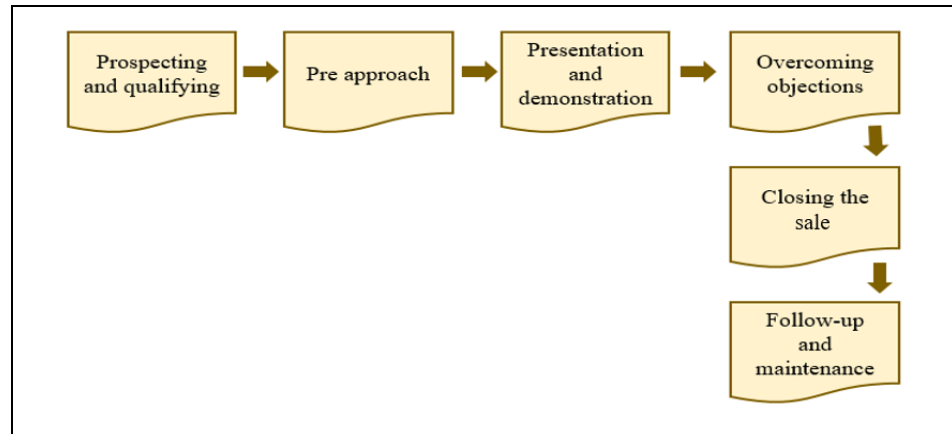 Prospecting
and qualifying
Pre approach
Presentation
and
demonstration
Overcoming
objections
Closing the
sale
Follow-up
and
maintenance